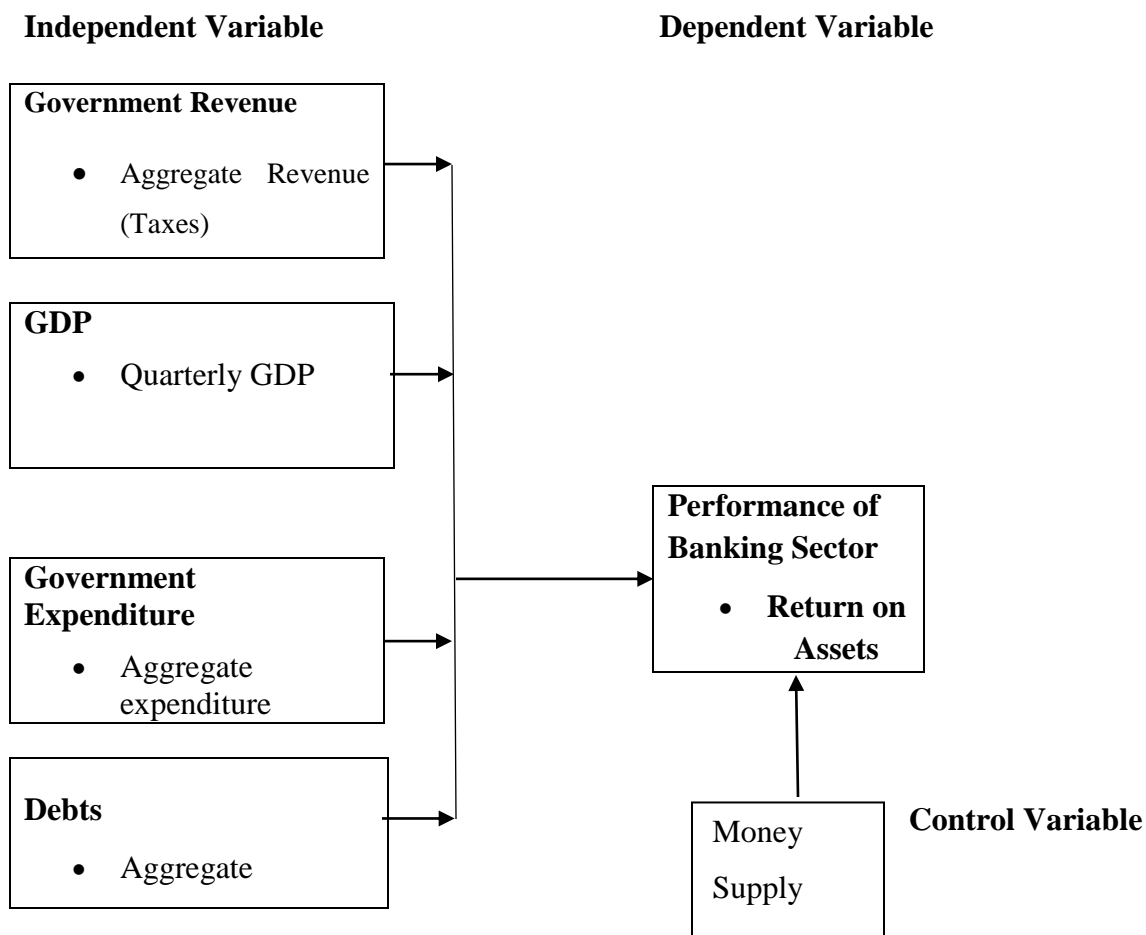 Independent Variable
Dependent Variable
Government Revenue
• Aggregate Revenue
(Taxes)
GDP
• Quarterly GDP
Government
Expenditure
• Aggregate
expenditure
Debts
• Aggregate
Performance of
Banking Sector
• Return on
Assets
Money
Supply
Control Variable